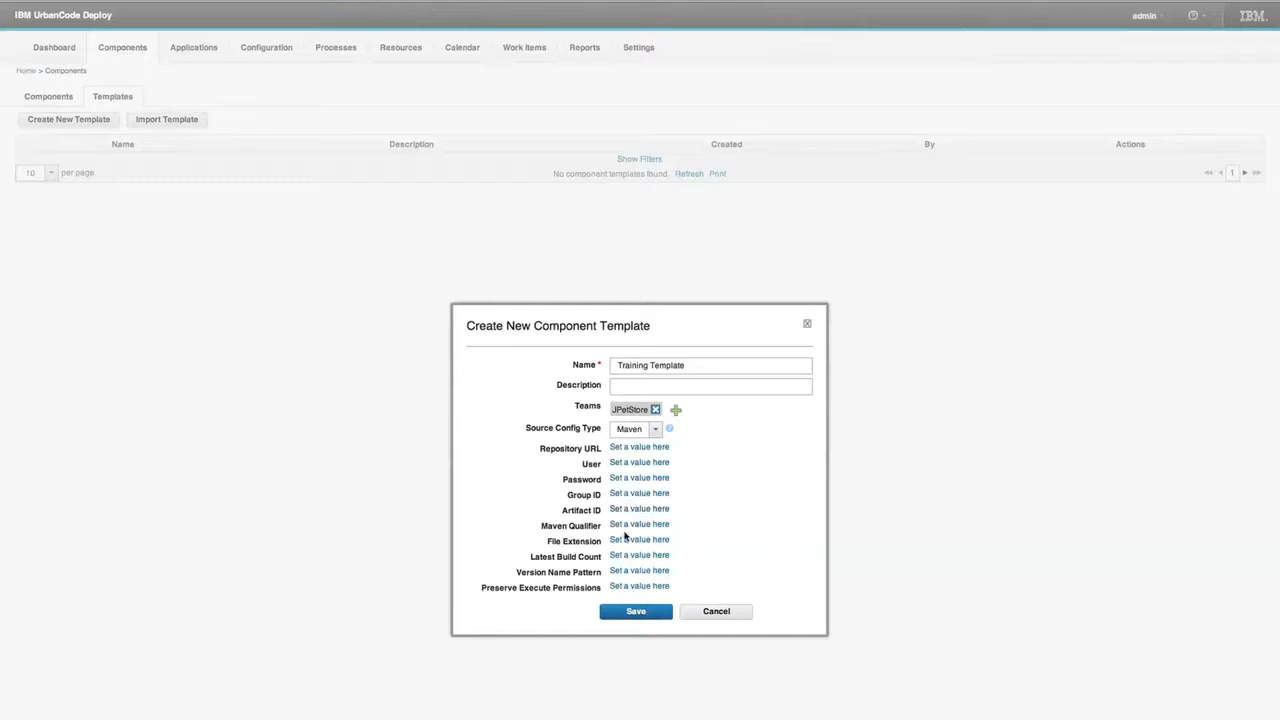 IBM UrbanCode Deploy
admin
IBM
Dashboard Components Applications Configuration Processes Resources Calendar Work Items Reports Settings
Home > Components
Components Templates
Create New Template Import Template
Name Description Created By Actions
Show Filters
10 per page No component templates found. Refresh Print 1
Create New Component Template
Name * Training Template
Description
Teams JPetStore
Source Config Type Maven
Repository URL Set a value here
User Set a value here
Password Set a value here
Group ID Set a value here
Artifact ID Set a value here
Maven Qualifier Set a value here
File Extension Set a value here
Latest Build Count Set a value here
Version Name Pattern Set a value here
Preserve Execute Permissions Set a value here
Save Cancel